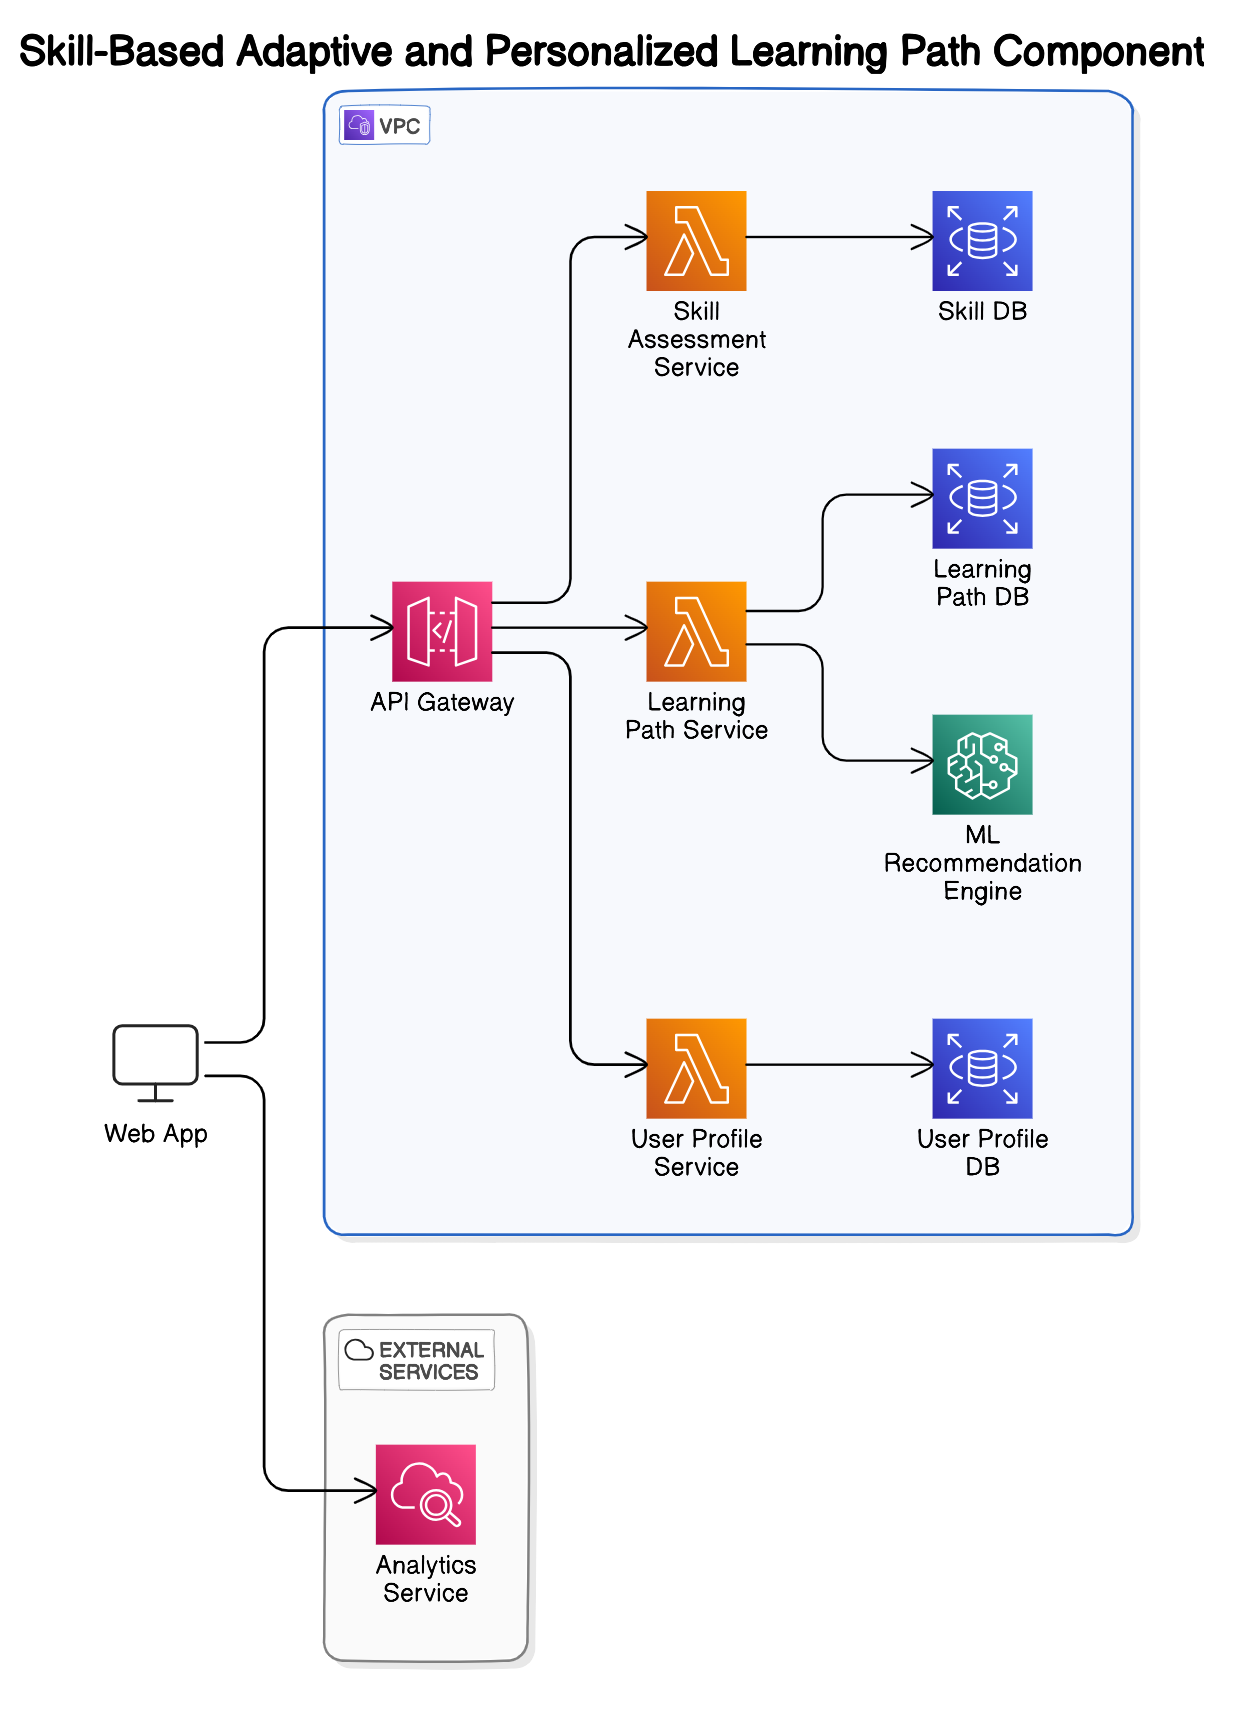 Skill-Based Adaptive and Personalized Learning Path Component
VPC
Skill
Assessment
Service
Skill DB
Learning
Path DB
API Gateway
Learning
Path Service
ML
Recommendation
Engine
Web App
User Profile
Service
User Profile
DB
EXTERNAL
SERVICES
Analytics
Service